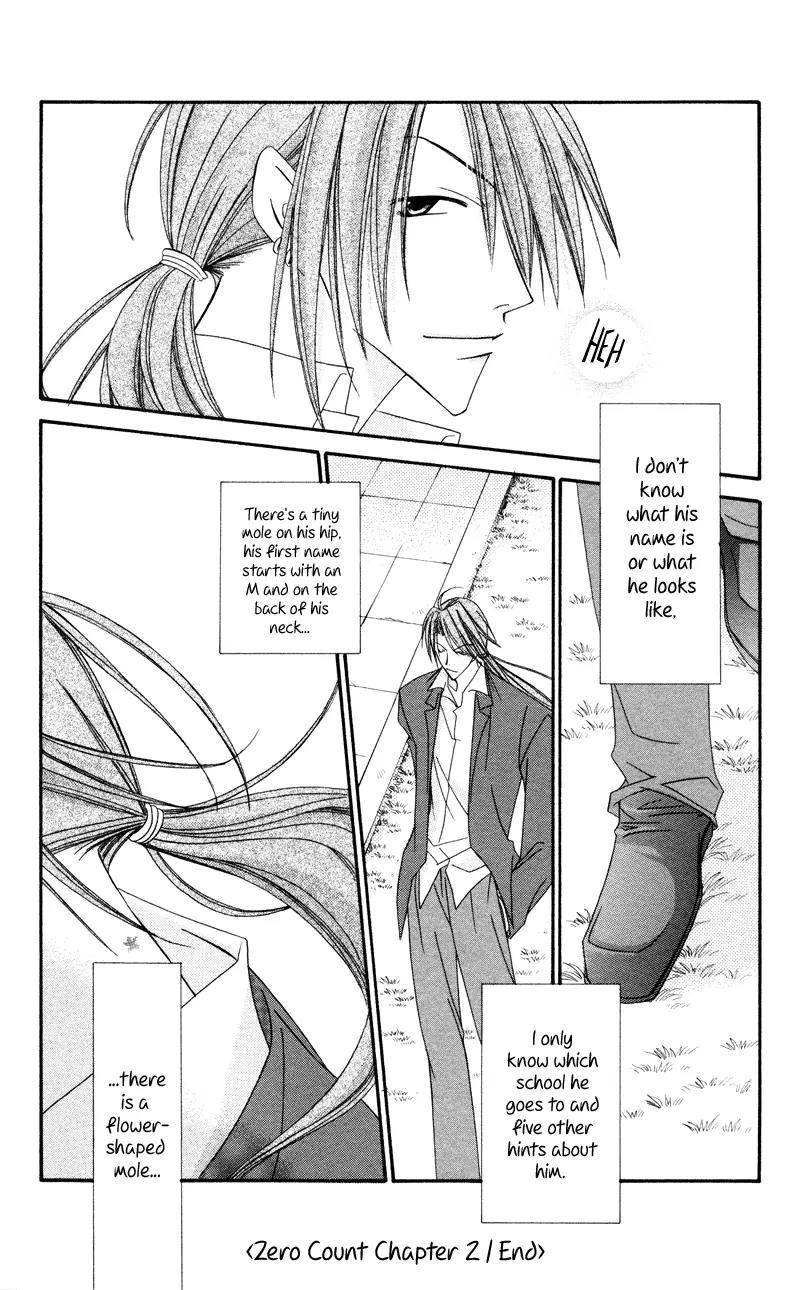 HEH
I don't
know
what his
name is
or what
he looks
like,
I only
know which
school he
goes to and
five other
hints about
him.
There's a tiny
mole on his hip,
his first name
starts with an
M and on the
back of his
neck...
...there
is a
flower-
shaped
mole...
<Zero Count Chapter 2 / End>